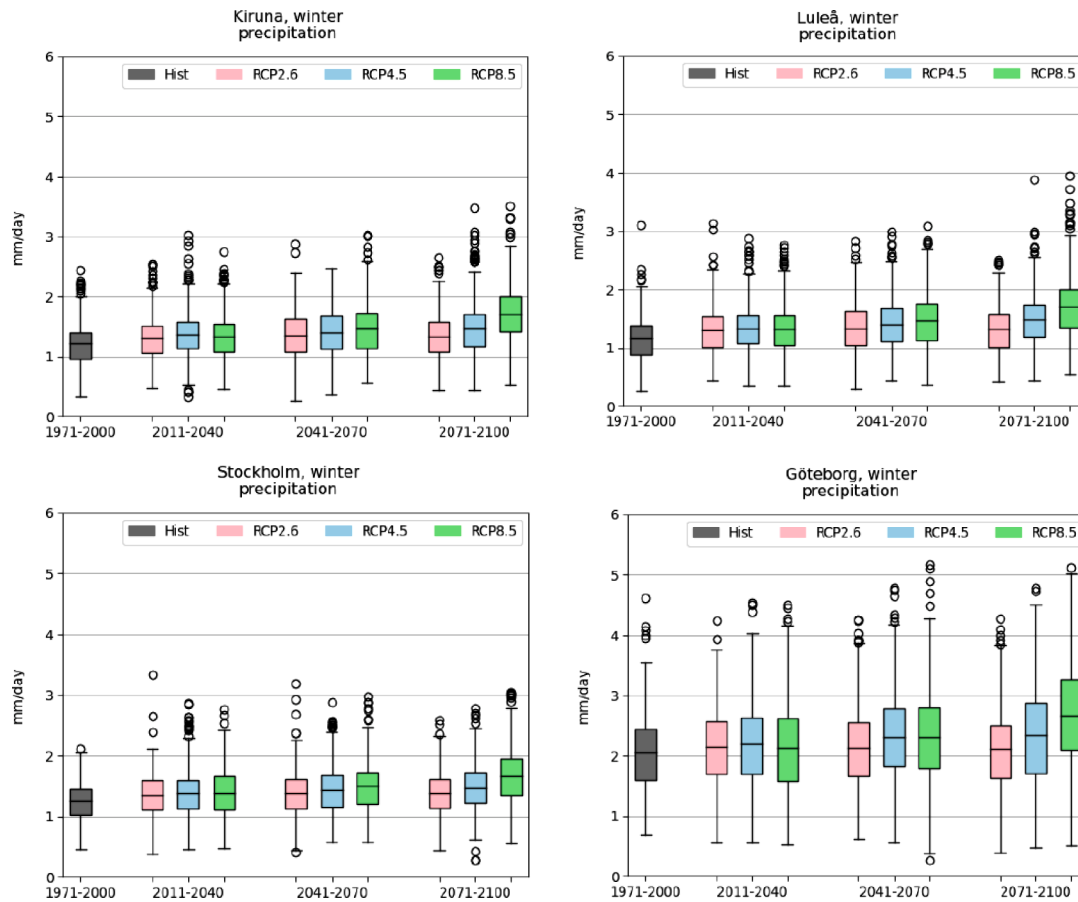 Kiruna, winter
precipitation
Hist RCP2.6 RCP4.5 RCP8.5
6
5
4
3
2
1
0
mm/day
1971-2000 2011-2040 2041-2070 2071-2100
Luleå, winter
precipitation
Hist RCP2.6 RCP4.5 RCP8.5
6
5
4
3
2
1
0
mm/day
1971-2000 2011-2040 2041-2070 2071-2100
Stockholm, winter
precipitation
Hist RCP2.6 RCP4.5 RCP8.5
6
5
4
3
2
1
0
mm/day
1971-2000 2011-2040 2041-2070 2071-2100
Göteborg, winter
precipitation
Hist RCP2.6 RCP4.5 RCP8.5
6
5
4
3
2
1
0
mm/day
1971-2000 2011-2040 2041-2070 2071-2100